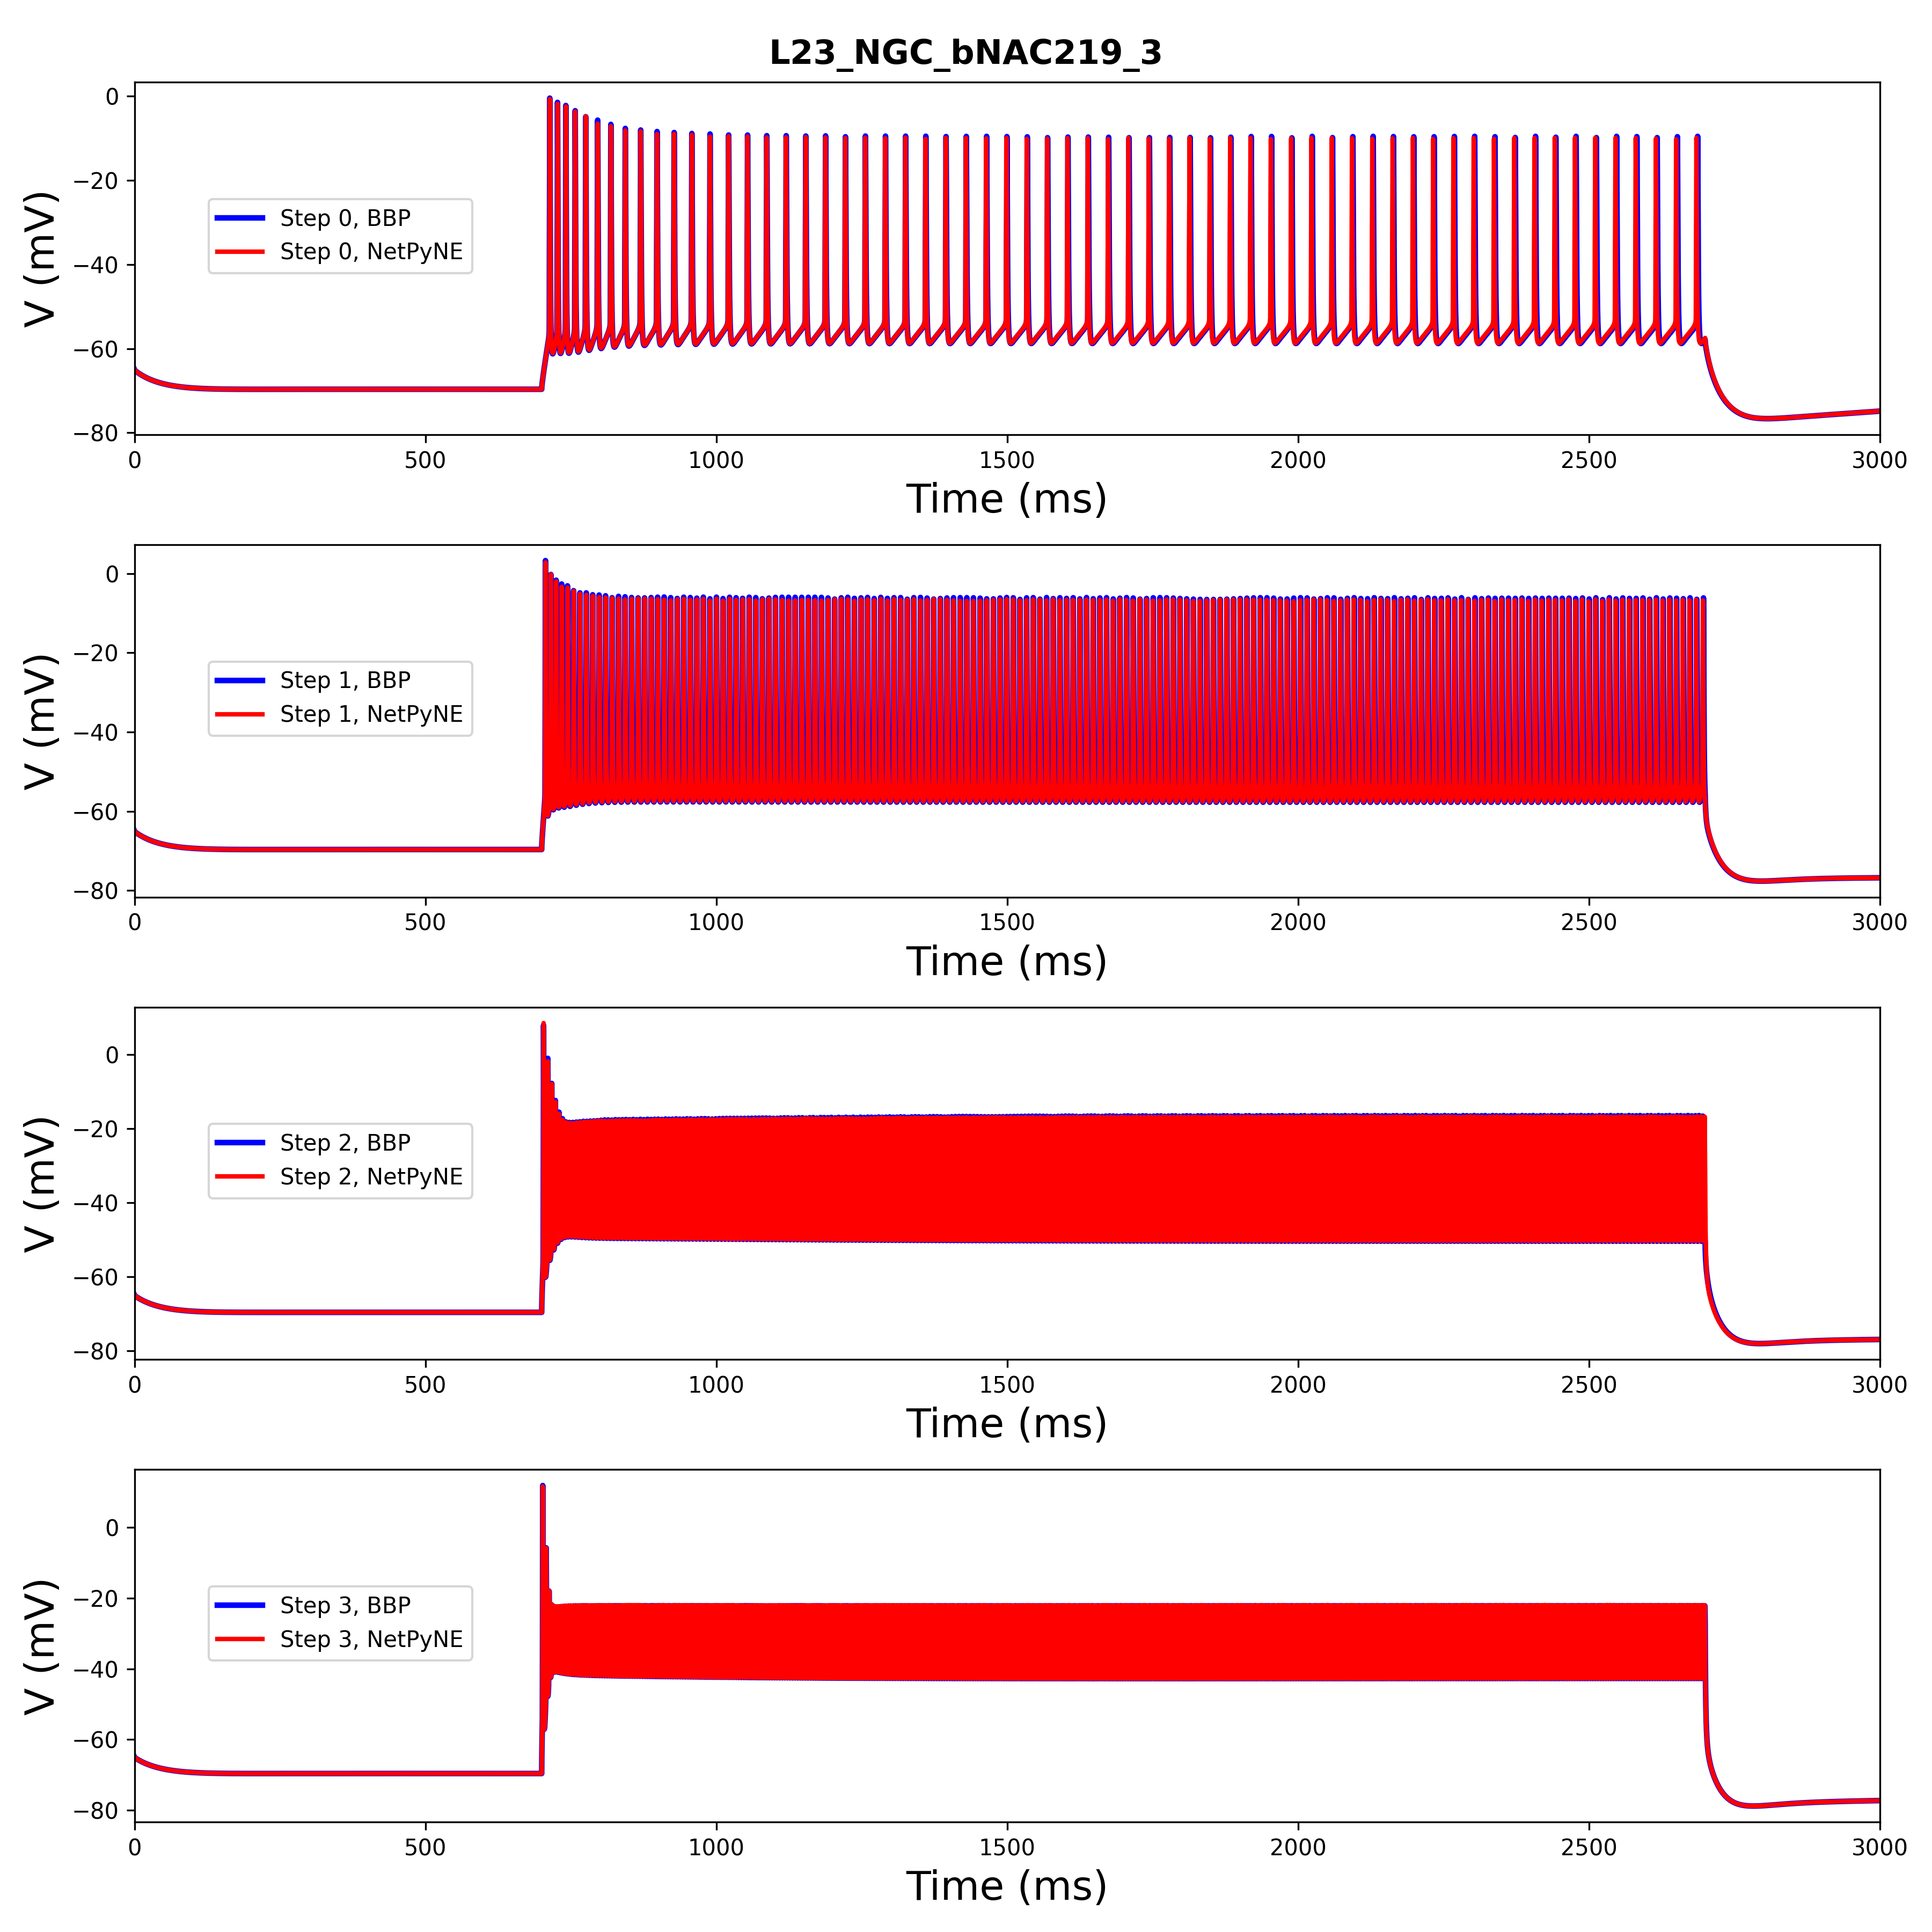 L23_NGC_bNAC219_3
0
−20
−40
−60
−80
V (mV)
Step 0, BBP
Step 0, NetPyNE
0 500 1000 1500 2000 2500 3000
Time (ms)
0
−20
−40
−60
−80
V (mV)
Step 1, BBP
Step 1, NetPyNE
0 500 1000 1500 2000 2500 3000
Time (ms)
0
−20
−40
−60
−80
V (mV)
Step 2, BBP
Step 2, NetPyNE
0 500 1000 1500 2000 2500 3000
Time (ms)
0
−20
−40
−60
−80
V (mV)
Step 3, BBP
Step 3, NetPyNE
0 500 1000 1500 2000 2500 3000
Time (ms)